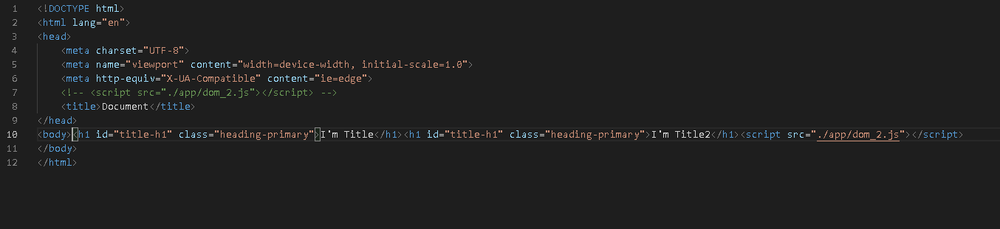 1 <!DOCTYPE html>
2 <html lang="en">
3 <head>
4     <meta charset="UTF-8">
5     <meta name="viewport" content="width=device-width, initial-scale=1.0">
6     <meta http-equiv="X-UA-Compatible" content="ie=edge">
7     <!-- <script src="./app/dom_2.js"></script> -->
8     <title>Document</title>
9 </head>
10 <body><h1 id="title-h1" class="heading-primary">I'm Title</h1><h1 id="title-h1" class="heading-primary">I'm Title2</h1><script src="./app/dom_2.js"></script>
11 </body>
12 </html>